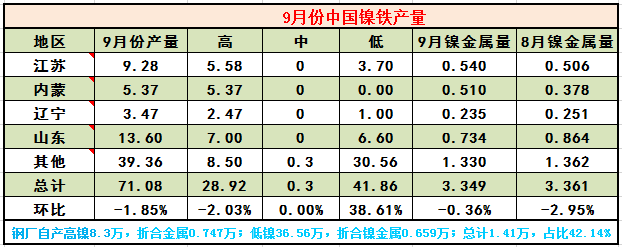 9月份中国镍铁产量
地区 9月份产量 高 中 低 9月镍金属量 8月镍金属量
江苏 9.28 5.58 0 3.70 0.540 0.506
内蒙 5.37 5.37 0 0.00 0.510 0.378
辽宁 3.47 2.47 0 1.00 0.235 0.251
山东 13.60 7.00 0 6.60 0.734 0.864
其他 39.36 8.50 0.3 30.56 1.330 1.362
总计 71.08 28.92 0.3 41.86 3.349 3.361
环比 -1.85% -2.03% 0.00% 38.61% -0.36% -2.95%
钢厂自产高镍8.3万，折合金属0.747万；低镍36.56万，折合镍金属0.659万；总计1.41万，占比42.14%